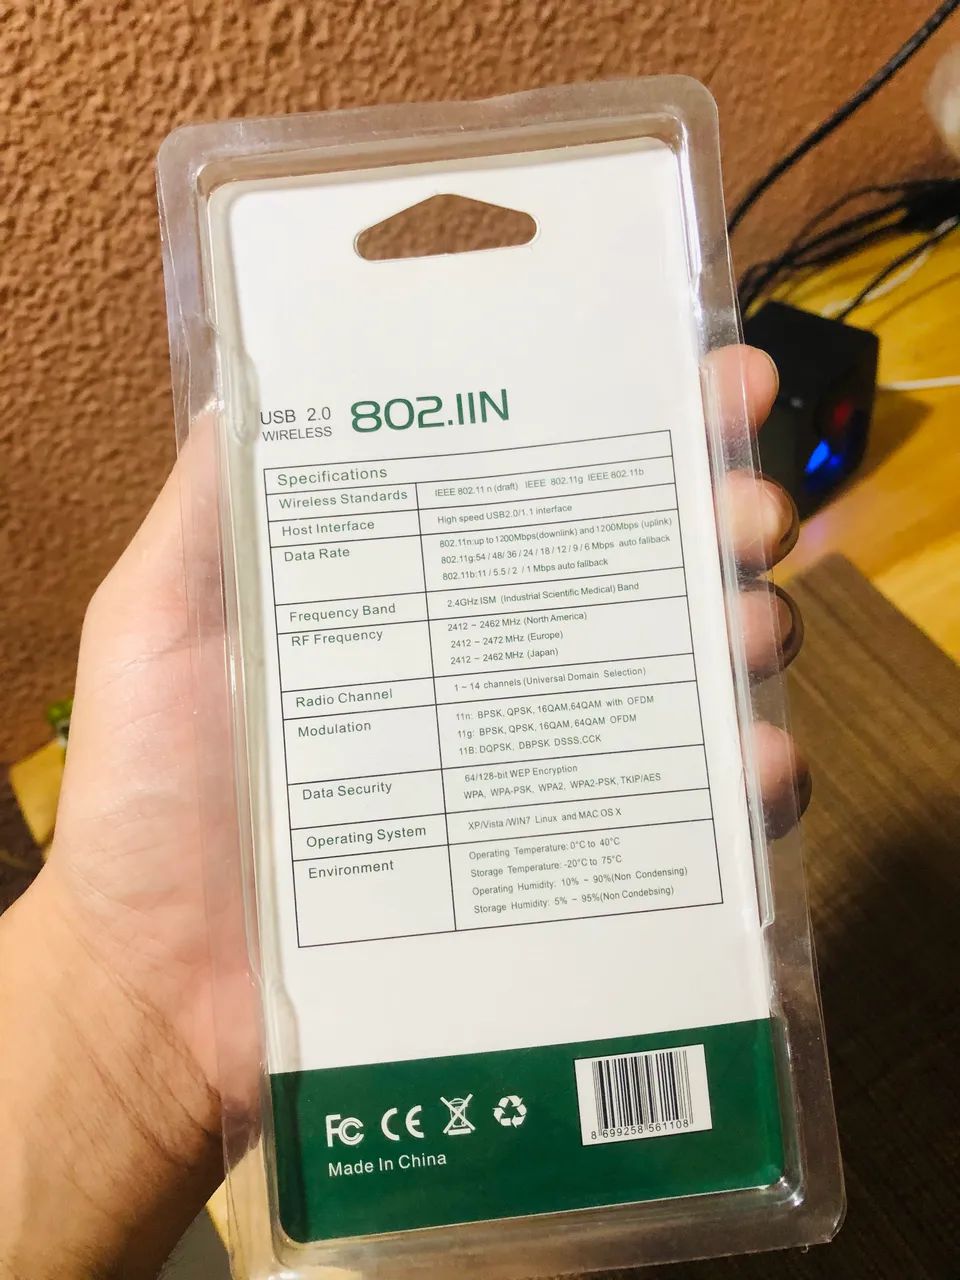 USB 2.0
WIRELESS
802.11N
Specifications
Wireless Standards
IEEE 802.11 n (draft) IEEE 802.11g IEEE 802.11b
Host Interface
High speed USB2.0/1.1 interface
Data Rate
802.11n:up to 1200Mbps(downlink) and 1200Mbps (uplink)
802.11g:54 / 48/ 36 / 24 / 18 / 12 / 9 / 6 Mbps auto fallback
802.11b:11 / 5.5 / 2 / 1 Mbps auto fallback
Frequency Band
2.4GHz ISM (Industrial Scientific Medical) Band
RF Frequency
2412 ~ 2462 MHz (North America)
2412 ~ 2472 MHz (Europe)
2412 ~ 2462 MHz (Japan)
Radio Channel
1 ~ 14 channels (Universal Domain Selection)
Modulation
11n: BPSK, QPSK, 16QAM,64QAM with OFDM
11g: BPSK, QPSK, 16QAM, 64QAM OFDM
11B: DQPSK, DBPSK DSSS,CCK
Data Security
64/128-bit WEP Encryption
WPA, WPA-PSK, WPA2, WPA2-PSK, TKIP/AES
Operating System
XP/Vista /WIN7 Linux and MAC OS X
Environment
Operating Temperature: 0°C to 40°C
Storage Temperature: -20°C to 75°C
Operating Humidity: 10% ~ 90%(Non Condensing)
Storage Humidity: 5% ~ 95%(Non Condebsing)
FC CE
Made In China
8 699258 561108